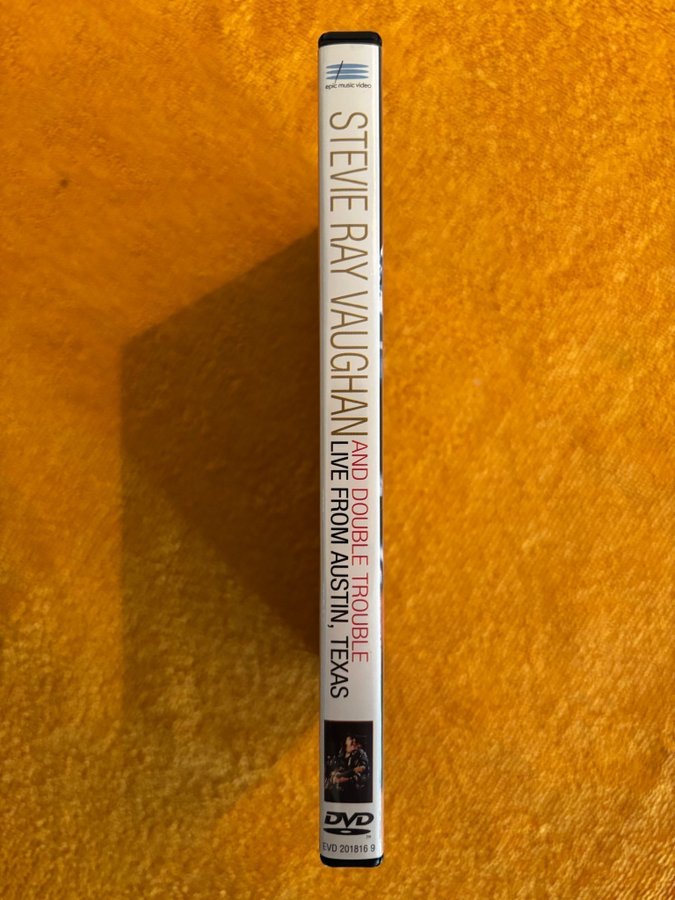 epic music video
STEVIE RAY VAUGHAN
AND DOUBLE TROUBLE
LIVE FROM AUSTIN, TEXAS
DVD
EVD 201816 9